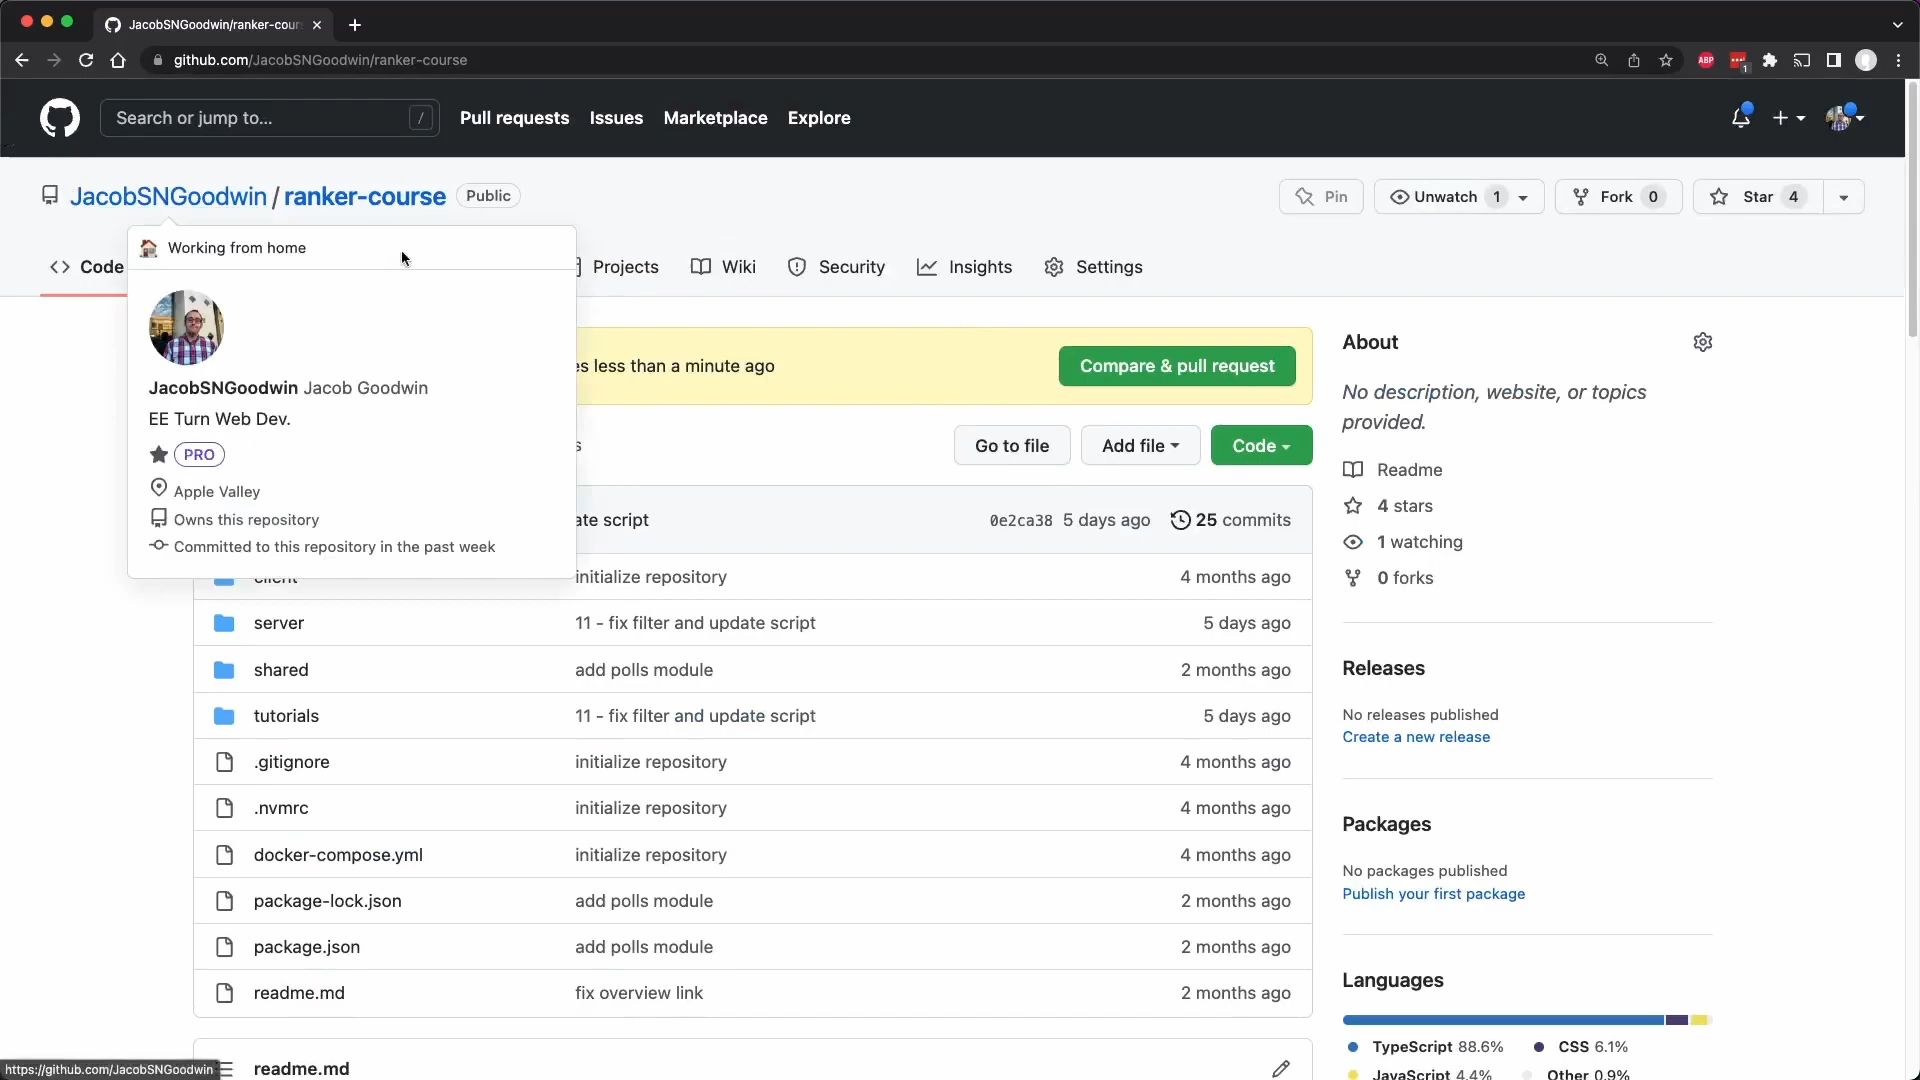 JacobSNGoodwin/ranker-cour
github.com/JacobSNGoodwin/ranker-course
ABP
1
Search or jump to...
/
Pull requests
Issues
Marketplace
Explore
JacobSNGoodwin / ranker-course
Public
Pin
Unwatch 1
Fork 0
Star 4
Code
Projects
Wiki
Security
Insights
Settings
Working from home
JacobSNGoodwin Jacob Goodwin
EE Turn Web Dev.
PRO
Apple Valley
Owns this repository
Committed to this repository in the past week
es less than a minute ago
Compare & pull request
s
Go to file
Add file
Code
ate script
0e2ca38 5 days ago
25 commits
client initialize repository 4 months ago
server 11 - fix filter and update script 5 days ago
shared add polls module 2 months ago
tutorials 11 - fix filter and update script 5 days ago
.gitignore initialize repository 4 months ago
.nvmrc initialize repository 4 months ago
docker-compose.yml initialize repository 4 months ago
package-lock.json add polls module 2 months ago
package.json add polls module 2 months ago
readme.md fix overview link 2 months ago
readme.md
About
No description, website, or topics
provided.
Readme
4 stars
1 watching
0 forks
Releases
No releases published
Create a new release
Packages
No packages published
Publish your first package
Languages
TypeScript 88.6% CSS 6.1%
JavaScript 4.4% Other 0.9%
https://github.com/JacobSNGoodwin